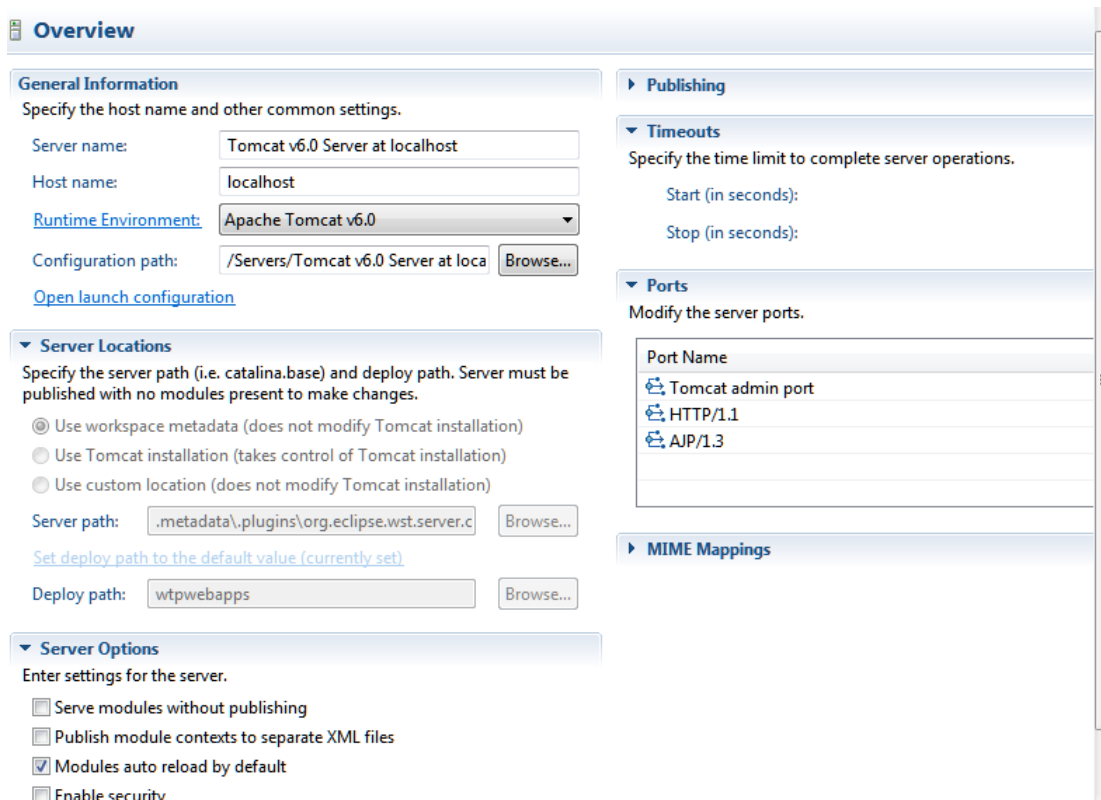 Overview
General Information
Specify the host name and other common settings.
Server name: Tomcat v6.0 Server at localhost
Host name: localhost
Runtime Environment: Apache Tomcat v6.0
Configuration path: /Servers/Tomcat v6.0 Server at loca Browse...
Open launch configuration
Server Locations
Specify the server path (i.e. catalina.base) and deploy path. Server must be
published with no modules present to make changes.
Use workspace metadata (does not modify Tomcat installation)
Use Tomcat installation (takes control of Tomcat installation)
Use custom location (does not modify Tomcat installation)
Server path: .metadata\.plugins\org.eclipse.wst.server.c Browse...
Set deploy path to the default value (currently set)
Deploy path: wtpwebapps Browse...
Server Options
Enter settings for the server.
Serve modules without publishing
Publish module contexts to separate XML files
Modules auto reload by default
Enable security
Publishing
Timeouts
Specify the time limit to complete server operations.
Start (in seconds):
Stop (in seconds):
Ports
Modify the server ports.
Port Name
Tomcat admin port
HTTP/1.1
AJP/1.3
MIME Mappings